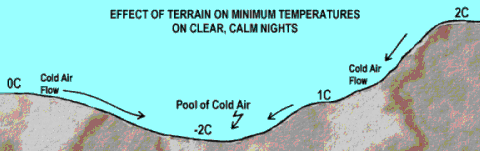 EFFECT OF TERRAIN ON MINIMUM TEMPERATURES
ON CLEAR, CALM NIGHTS
2C
0C
Cold Air
Flow
Cold Air
Flow
Pool of Cold Air
1C
-2C